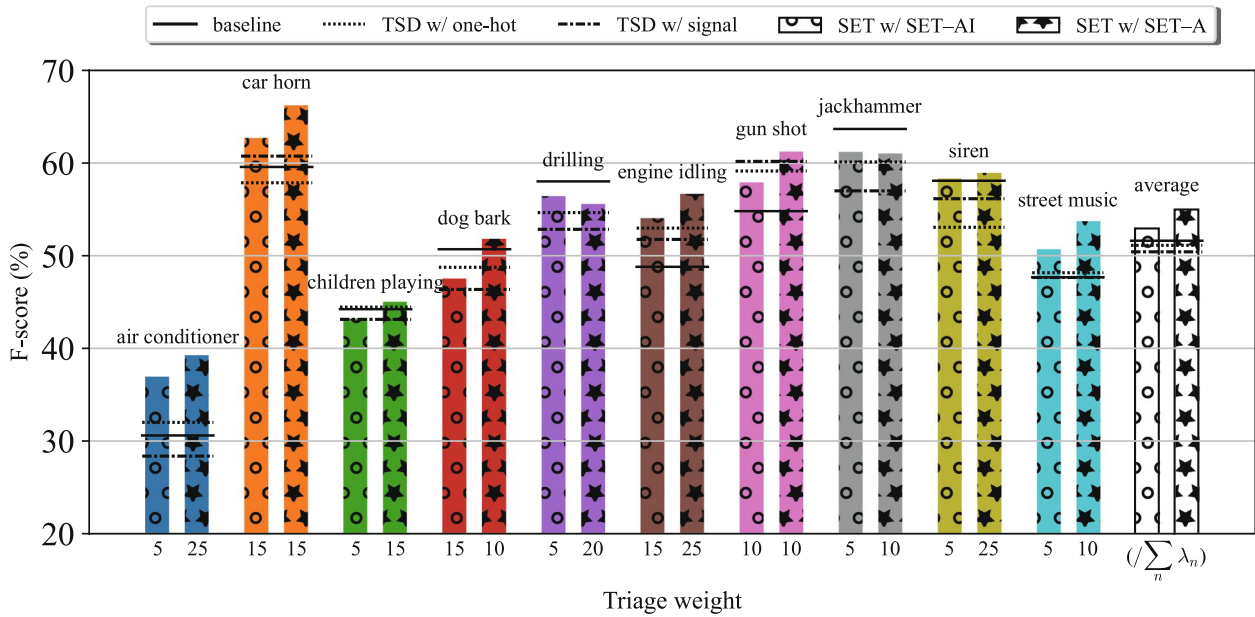 baseline TSD w/ one-hot TSD w/ signal SET w/ SET–AI SET w/ SET–A
70
60
50
40
30
20
F-score (%)
air conditioner
car horn
children playing
dog bark
drilling
engine idling
gun shot
jackhammer
siren
street music
average
5 25 15 15 5 15 15 10 5 20 15 25 10 10 5 10 5 25 5 10
(/∑ₙ λₙ)
Triage weight